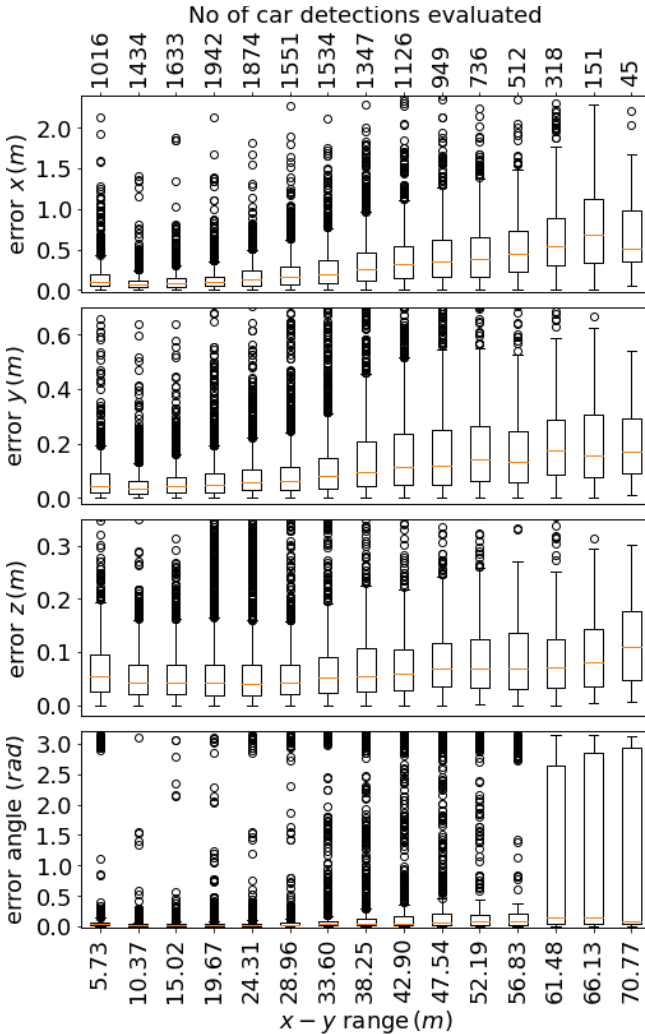 No of car detections evaluated
1016 1434 1633 1942 1874 1551 1534 1347 1126 949 736 512 318 151 45
error x (m)
2.0
1.5
1.0
0.5
0.0
error y (m)
0.6
0.4
0.2
0.0
error z (m)
0.3
0.2
0.1
0.0
error angle (rad)
3.0
2.5
2.0
1.5
1.0
0.5
0.0
5.73 10.37 15.02 19.67 24.31 28.96 33.60 38.25 42.90 47.54 52.19 56.83 61.48 66.13 70.77
x − y range (m)